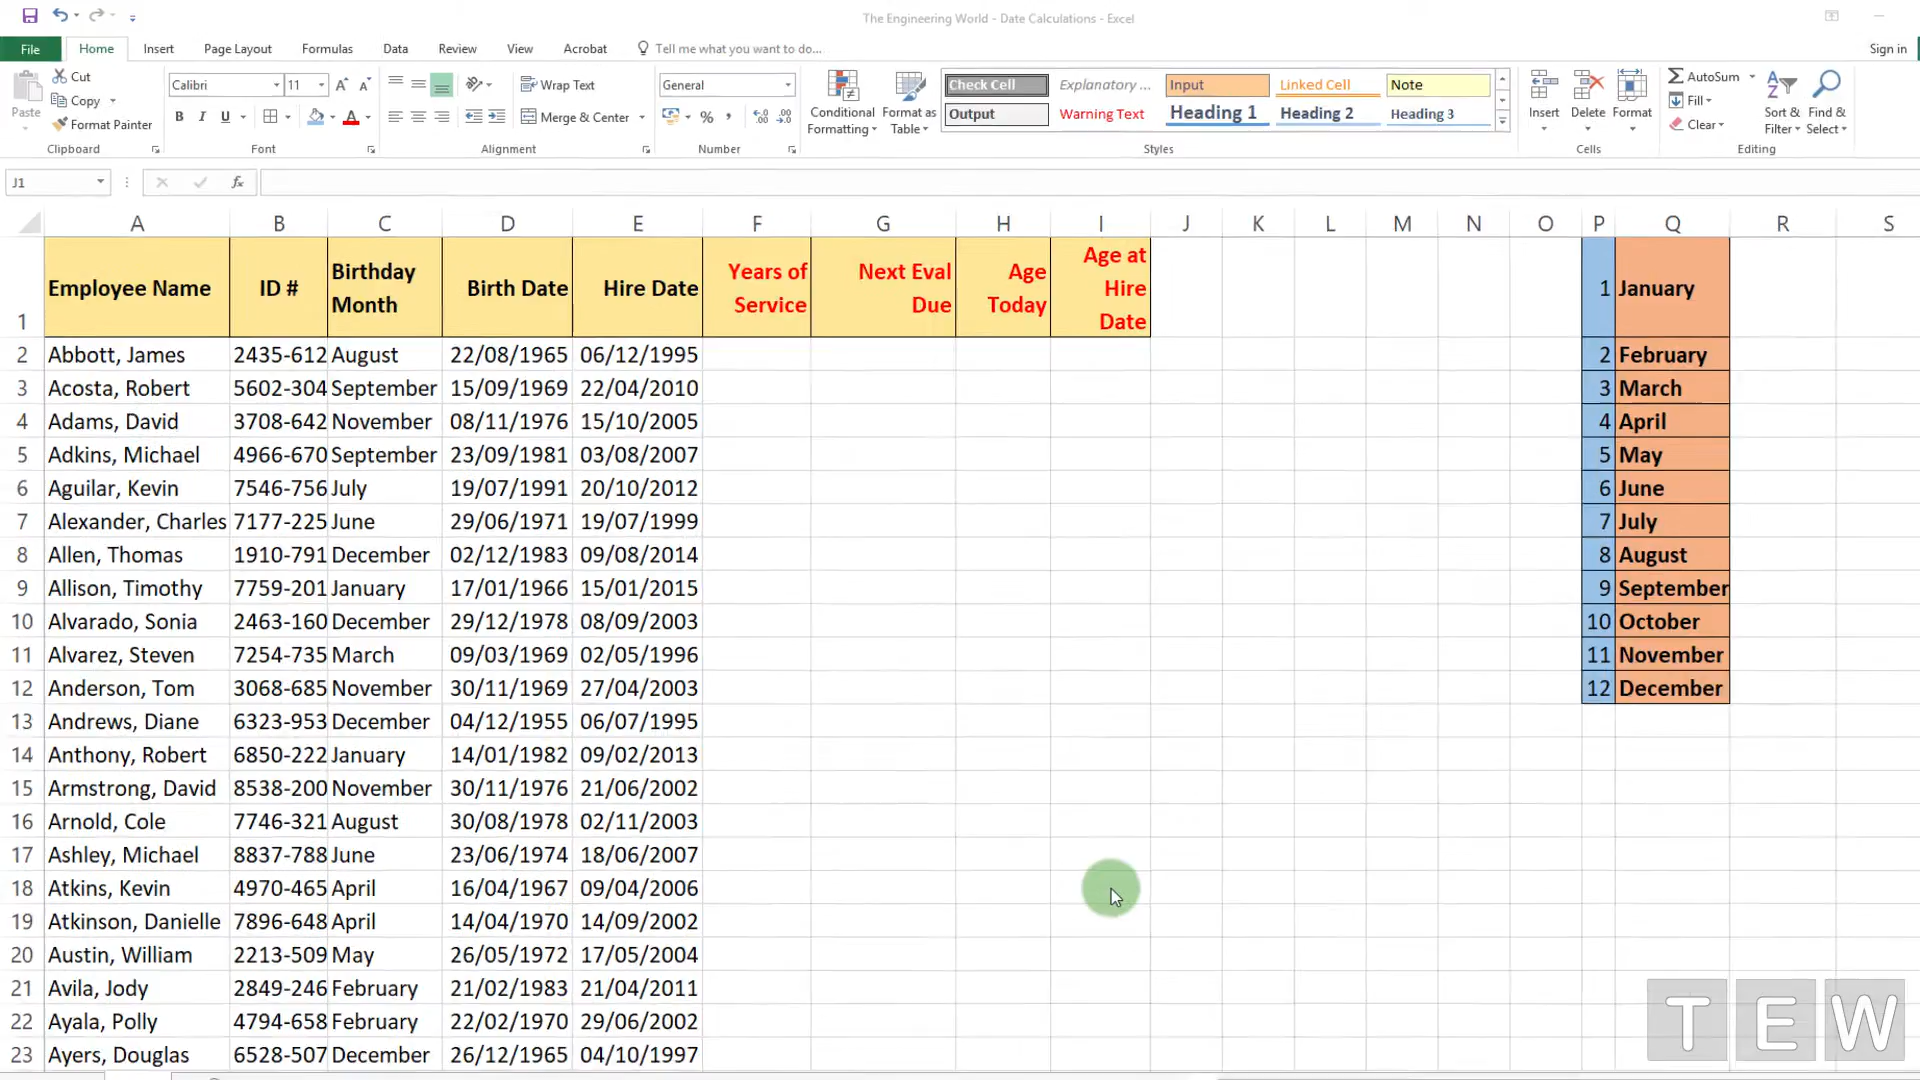 The Engineering World - Date Calculations - Excel
File Home Insert Page Layout Formulas Data Review View Acrobat Tell me what you want to do... Sign in
Paste Cut Copy Format Painter Clipboard
Calibri 11 B I U Font
Wrap Text Merge & Center Alignment
General % , Number
Conditional Formatting Format as Table
Check Cell Explanatory ... Input Linked Cell Note
Output Warning Text Heading 1 Heading 2 Heading 3
Styles
Insert Delete Format Cells
AutoSum Fill Clear Sort & Filter Find & Select Editing
J1 fx
A B C D E F G H I J K L M N O P Q R S
1 Employee Name ID # Birthday Month Birth Date Hire Date Years of Service Next Eval Due Age Today Age at Hire Date 1 January
2 Abbott, James 2435-612 August 22/08/1965 06/12/1995 2 February
3 Acosta, Robert 5602-304 September 15/09/1969 22/04/2010 3 March
4 Adams, David 3708-642 November 08/11/1976 15/10/2005 4 April
5 Adkins, Michael 4966-670 September 23/09/1981 03/08/2007 5 May
6 Aguilar, Kevin 7546-756 July 19/07/1991 20/10/2012 6 June
7 Alexander, Charles 7177-225 June 29/06/1971 19/07/1999 7 July
8 Allen, Thomas 1910-791 December 02/12/1983 09/08/2014 8 August
9 Allison, Timothy 7759-201 January 17/01/1966 15/01/2015 9 September
10 Alvarado, Sonia 2463-160 December 29/12/1978 08/09/2003 10 October
11 Alvarez, Steven 7254-735 March 09/03/1969 02/05/1996 11 November
12 Anderson, Tom 3068-685 November 30/11/1969 27/04/2003 12 December
13 Andrews, Diane 6323-953 December 04/12/1955 06/07/1995
14 Anthony, Robert 6850-222 January 14/01/1982 09/02/2013
15 Armstrong, David 8538-200 November 30/11/1976 21/06/2002
16 Arnold, Cole 7746-321 August 30/08/1978 02/11/2003
17 Ashley, Michael 8837-788 June 23/06/1974 18/06/2007
18 Atkins, Kevin 4970-465 April 16/04/1967 09/04/2006
19 Atkinson, Danielle 7896-648 April 14/04/1970 14/09/2002
20 Austin, William 2213-509 May 26/05/1972 17/05/2004
21 Avila, Jody 2849-246 February 21/02/1983 21/04/2011
22 Ayala, Polly 4794-658 February 22/02/1970 29/06/2002
23 Ayers, Douglas 6528-507 December 26/12/1965 04/10/1997
T E W